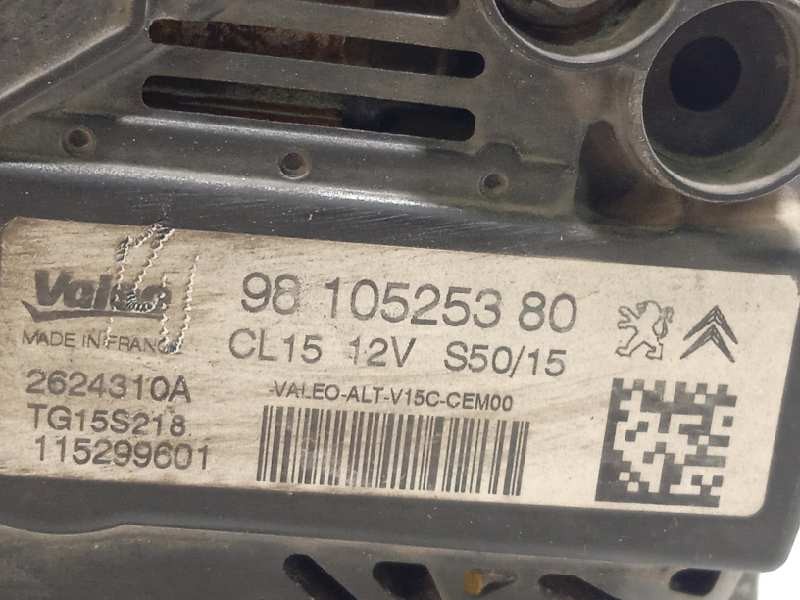 Valeo
MADE IN FRANCE
98 105253 80
CL15 12V S50/15
2624310A
TG15S218
115299601
VALEO-ALT-V15C-CEM00